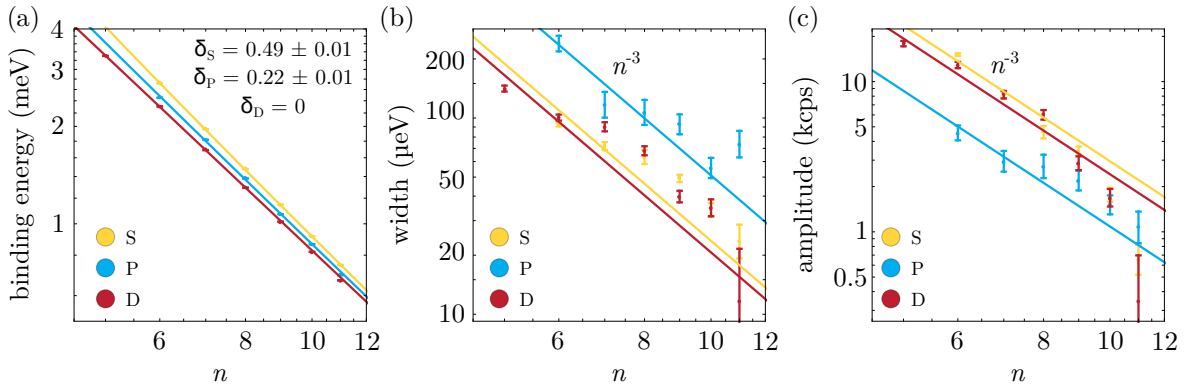 (a)
binding energy (meV)
4
3
2
1
δS = 0.49 ± 0.01
δP = 0.22 ± 0.01
δD = 0
S
P
D
6
8
10
12
n
(b)
width (µeV)
200
100
50
20
10
n⁻³
S
P
D
6
8
10
12
n
(c)
amplitude (kcps)
10
5
1
0.5
n⁻³
S
P
D
6
8
10
12
n